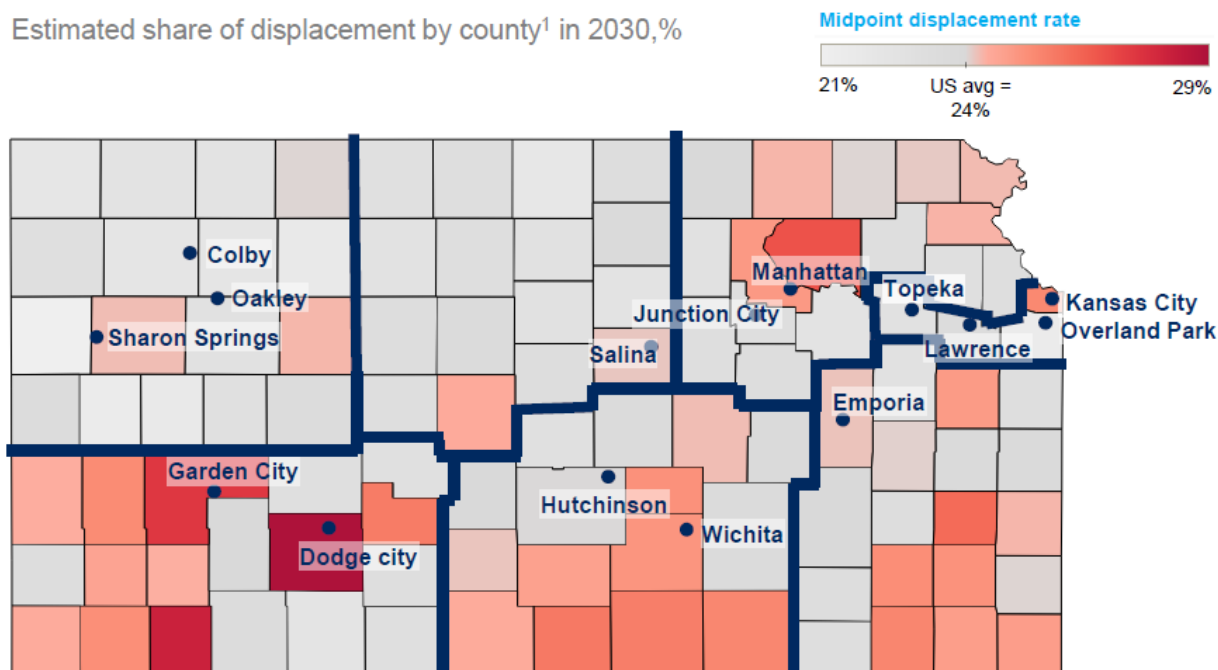 Estimated share of displacement by county¹ in 2030,%
Midpoint displacement rate
21%
US avg =
24%
29%
Colby
Oakley
Sharon Springs
Manhattan
Junction City
Salina
Topeka
Kansas City
Overland Park
Lawrence
Emporia
Garden City
Dodge city
Hutchinson
Wichita